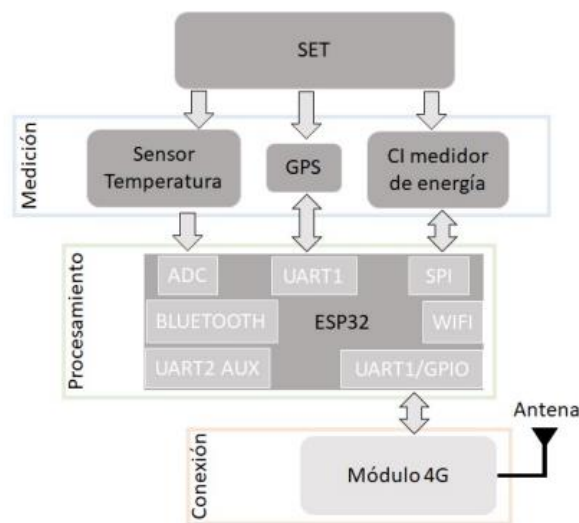 SET
Medición
Sensor
Temperatura
GPS
CI medidor
de energía
Procesamiento
ADC
UART1
SPI
BLUETOOTH
ESP32
WIFI
UART2 AUX
UART1/GPIO
Antena
Conexión
Módulo 4G